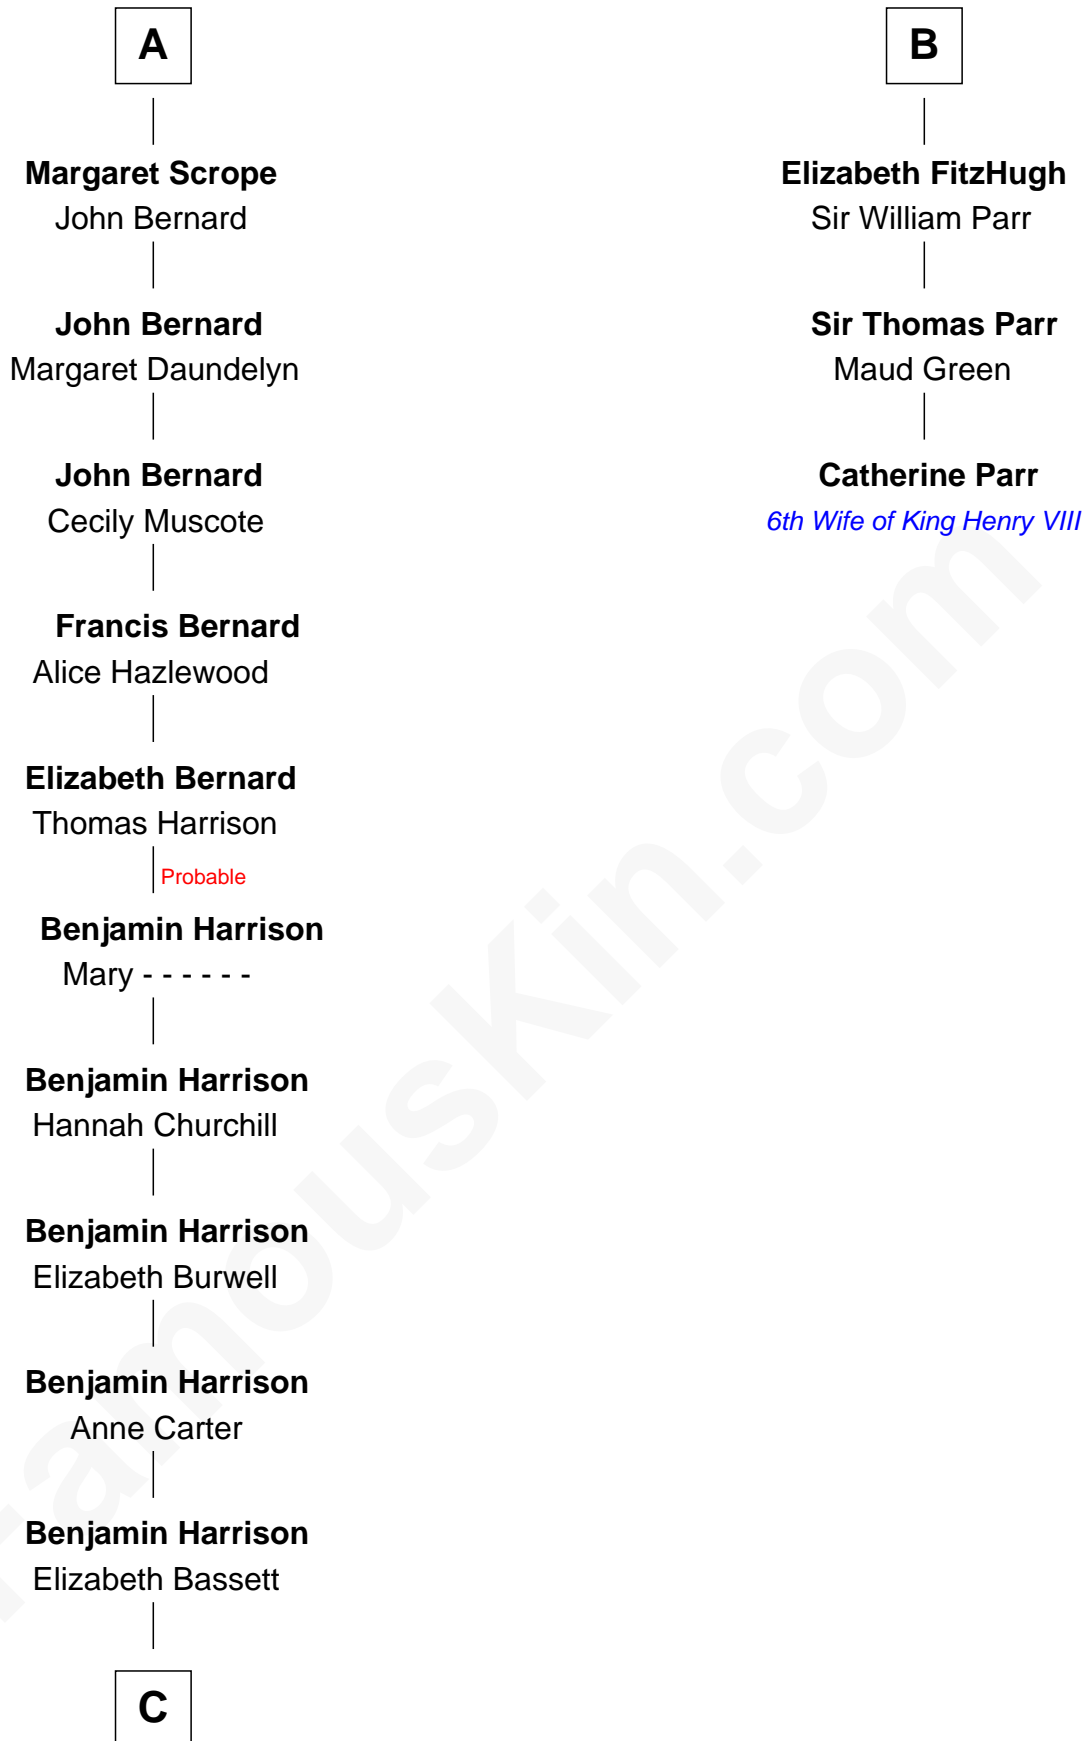 A
Margaret Scrope
John Bernard
John Bernard
Margaret Daundelyn
John Bernard
Cecily Muscote
Francis Bernard
Alice Hazlewood
Elizabeth Bernard
Thomas Harrison
Probable
Benjamin Harrison
Mary - - - - - -
Benjamin Harrison
Hannah Churchill
Benjamin Harrison
Elizabeth Burwell
Benjamin Harrison
Anne Carter
Benjamin Harrison
Elizabeth Bassett
C
B
Elizabeth FitzHugh
Sir William Parr
Sir Thomas Parr
Maud Green
Catherine Parr
6th Wife of King Henry VIII
FamousKin.com